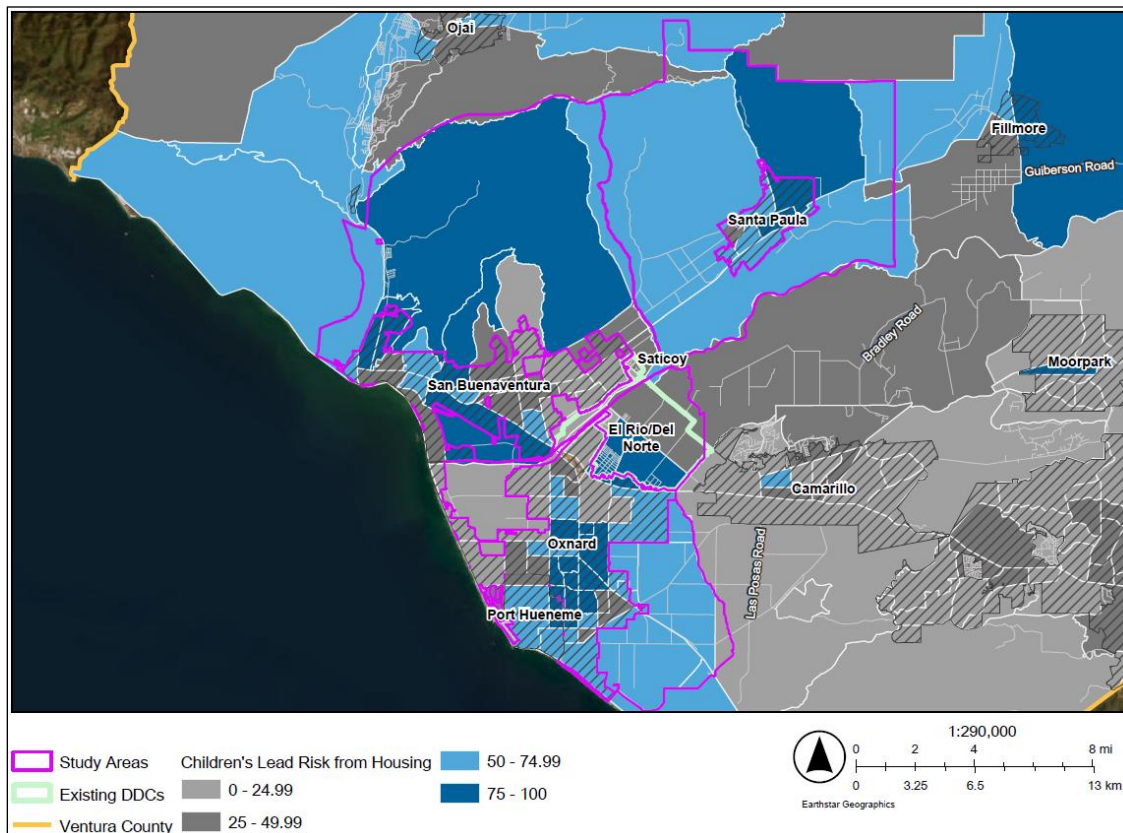 Ojai
Fillmore
Guiberson Road
Santa Paula
Bradley Road
Saticoy
Moorpark
San Buenaventura
El Rio/Del
Norte
Camarillo
Las Posas Road
Oxnard
Port Hueneme
Study Areas
Existing DDCs
Ventura County
Children's Lead Risk from Housing
0 - 24.99
25 - 49.99
50 - 74.99
75 - 100
1:290,000
0 2 4 8 mi
0 3.25 6.5 13 km
Earthstar Geographics